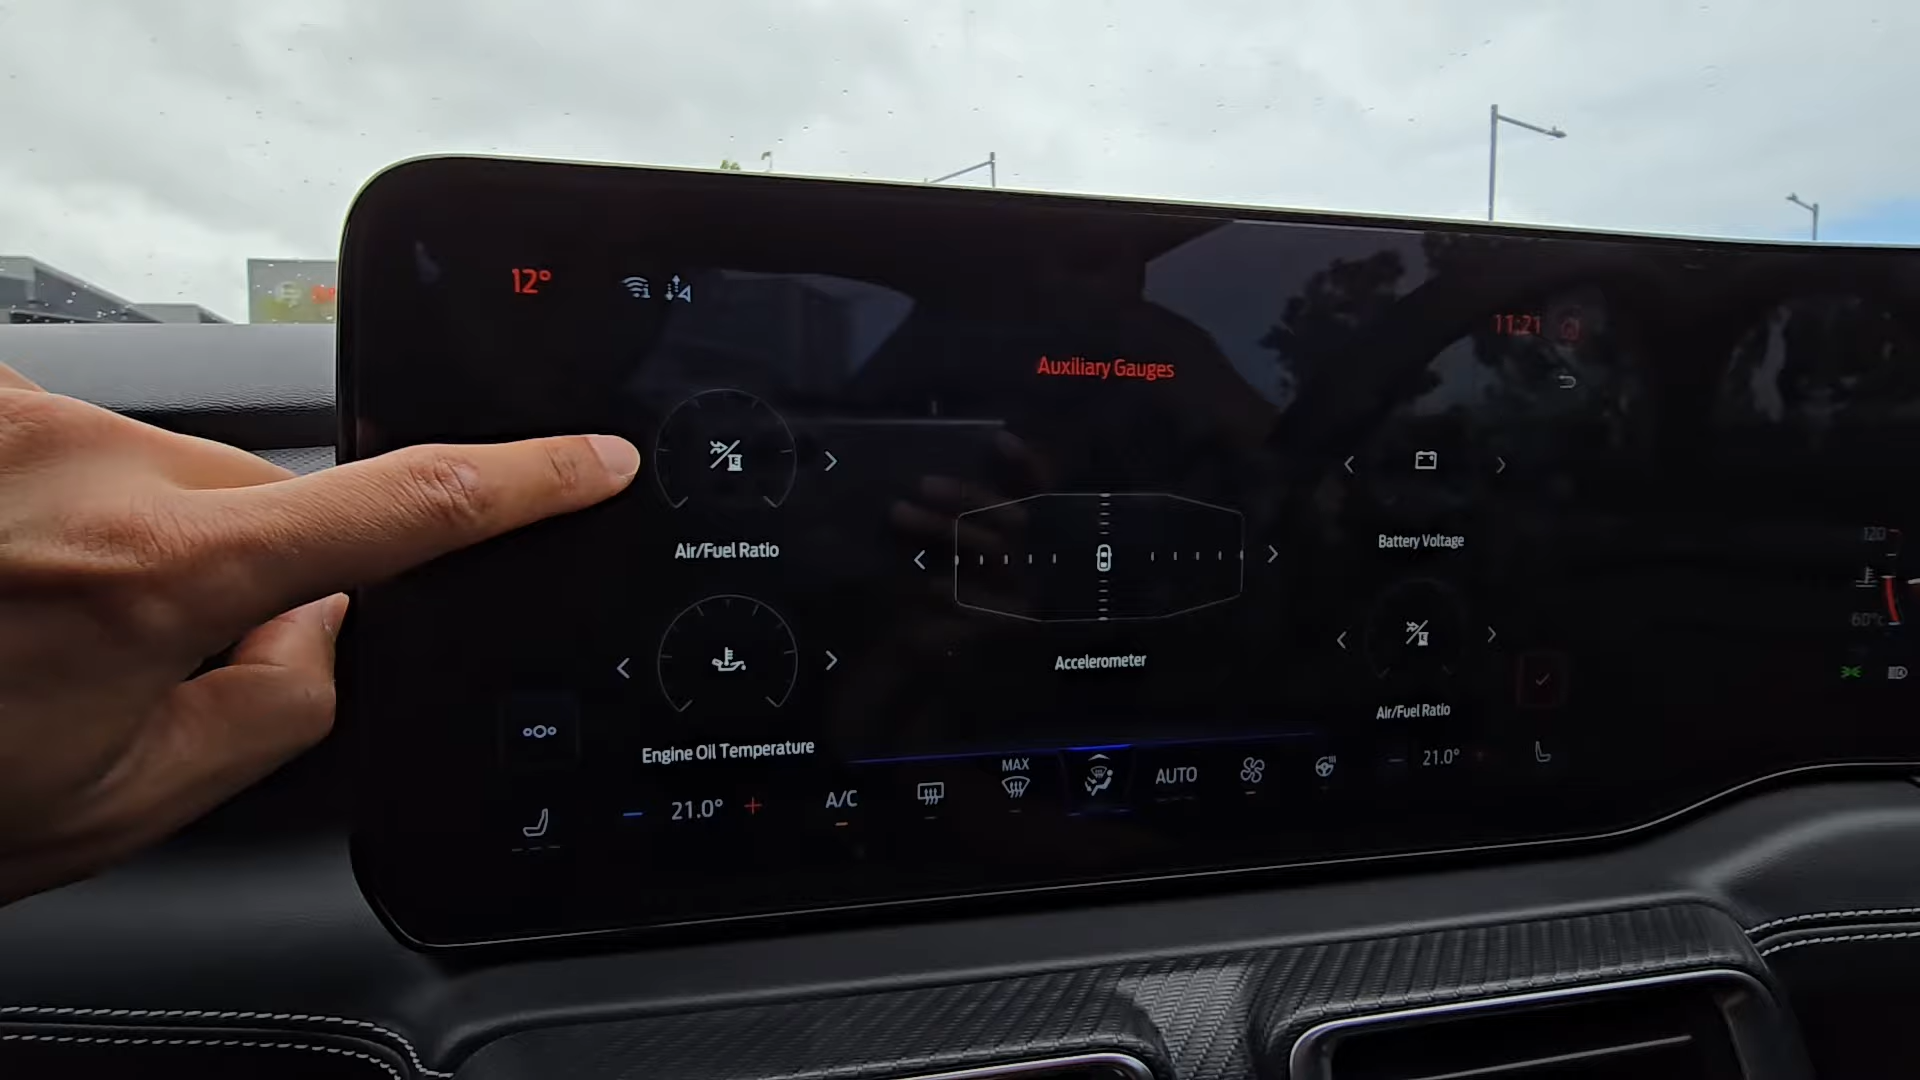 12°
11:21
Auxiliary Gauges
E
Air/Fuel Ratio
Battery Voltage
Accelerometer
Engine Oil Temperature
Air/Fuel Ratio
120
60°c
21.0°
A/C
MAX
AUTO
21.0°